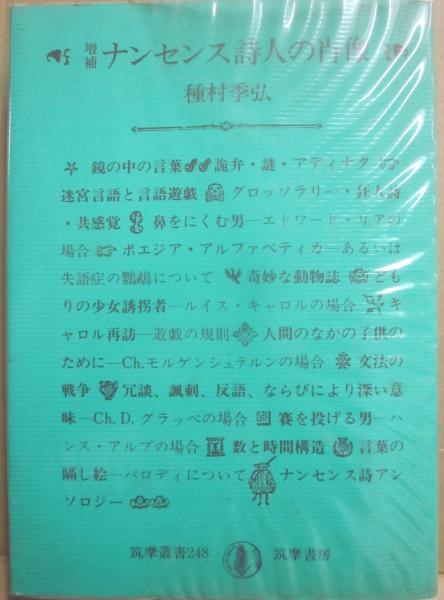 増補 ナンセンス詩人の肖像
種村季弘
鏡の中の言葉 詭弁・謎・アディナタ
迷宮言語と言語遊戯 グロッソラリー・狂人詩
・共感覚 鼻をにくむ男―エドワード・リアの
場合 ポエジア・アルファベティカ―あるいは
失語症の鸚鵡について 奇妙な動物誌 ども
りの少女誘拐者―ルイス・キャロルの場合 キャ
ロル再訪―遊戯の規則 人間のなかの子供の
ために―Ch.モルゲンシュテルンの場合 文法の
戦争 冗談、諷刺、反語、ならびにより深い意
味―Ch. D. グラッベの場合 賽を投げる男―ハ
ンス・アルプの場合 数と時間構造 言葉の
騙し絵―パロディについて ナンセンス詩アン
ソロジー
筑摩叢書248 筑摩書房